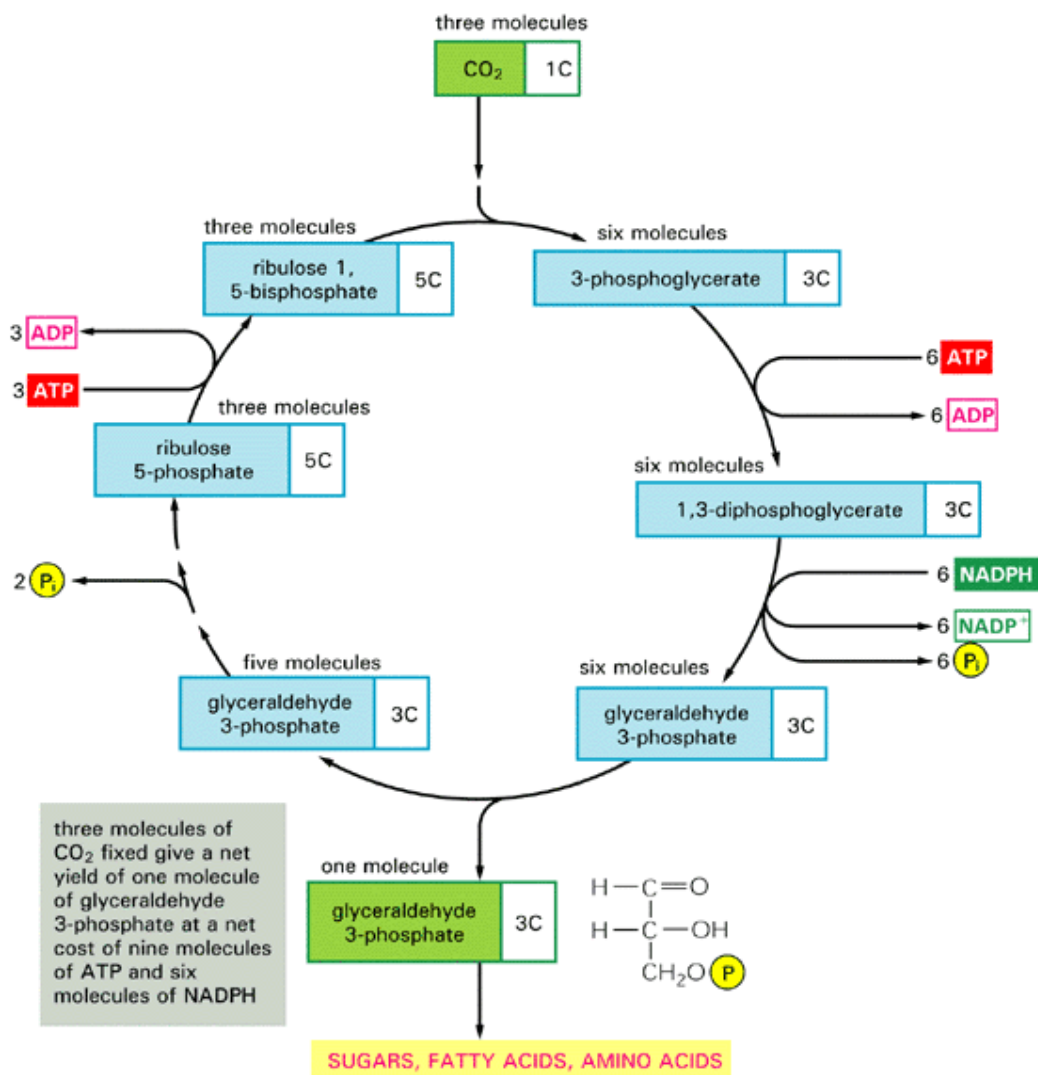 three molecules
CO₂ 1C
three molecules
ribulose 1,
5-bisphosphate
5C
six molecules
3-phosphoglycerate 3C
3 ADP
3 ATP
6 ATP
6 ADP
three molecules
ribulose
5-phosphate
5C
six molecules
1,3-diphosphoglycerate 3C
2 Pi
6 NADPH
6 NADP⁺
6 Pi
five molecules
glyceraldehyde
3-phosphate
3C
six molecules
glyceraldehyde
3-phosphate
3C
three molecules of
CO₂ fixed give a net
yield of one molecule
of glyceraldehyde
3-phosphate at a net
cost of nine molecules
of ATP and six
molecules of NADPH
one molecule
glyceraldehyde
3-phosphate
3C
H—C=O
H—C—OH
CH₂O P
SUGARS, FATTY ACIDS, AMINO ACIDS